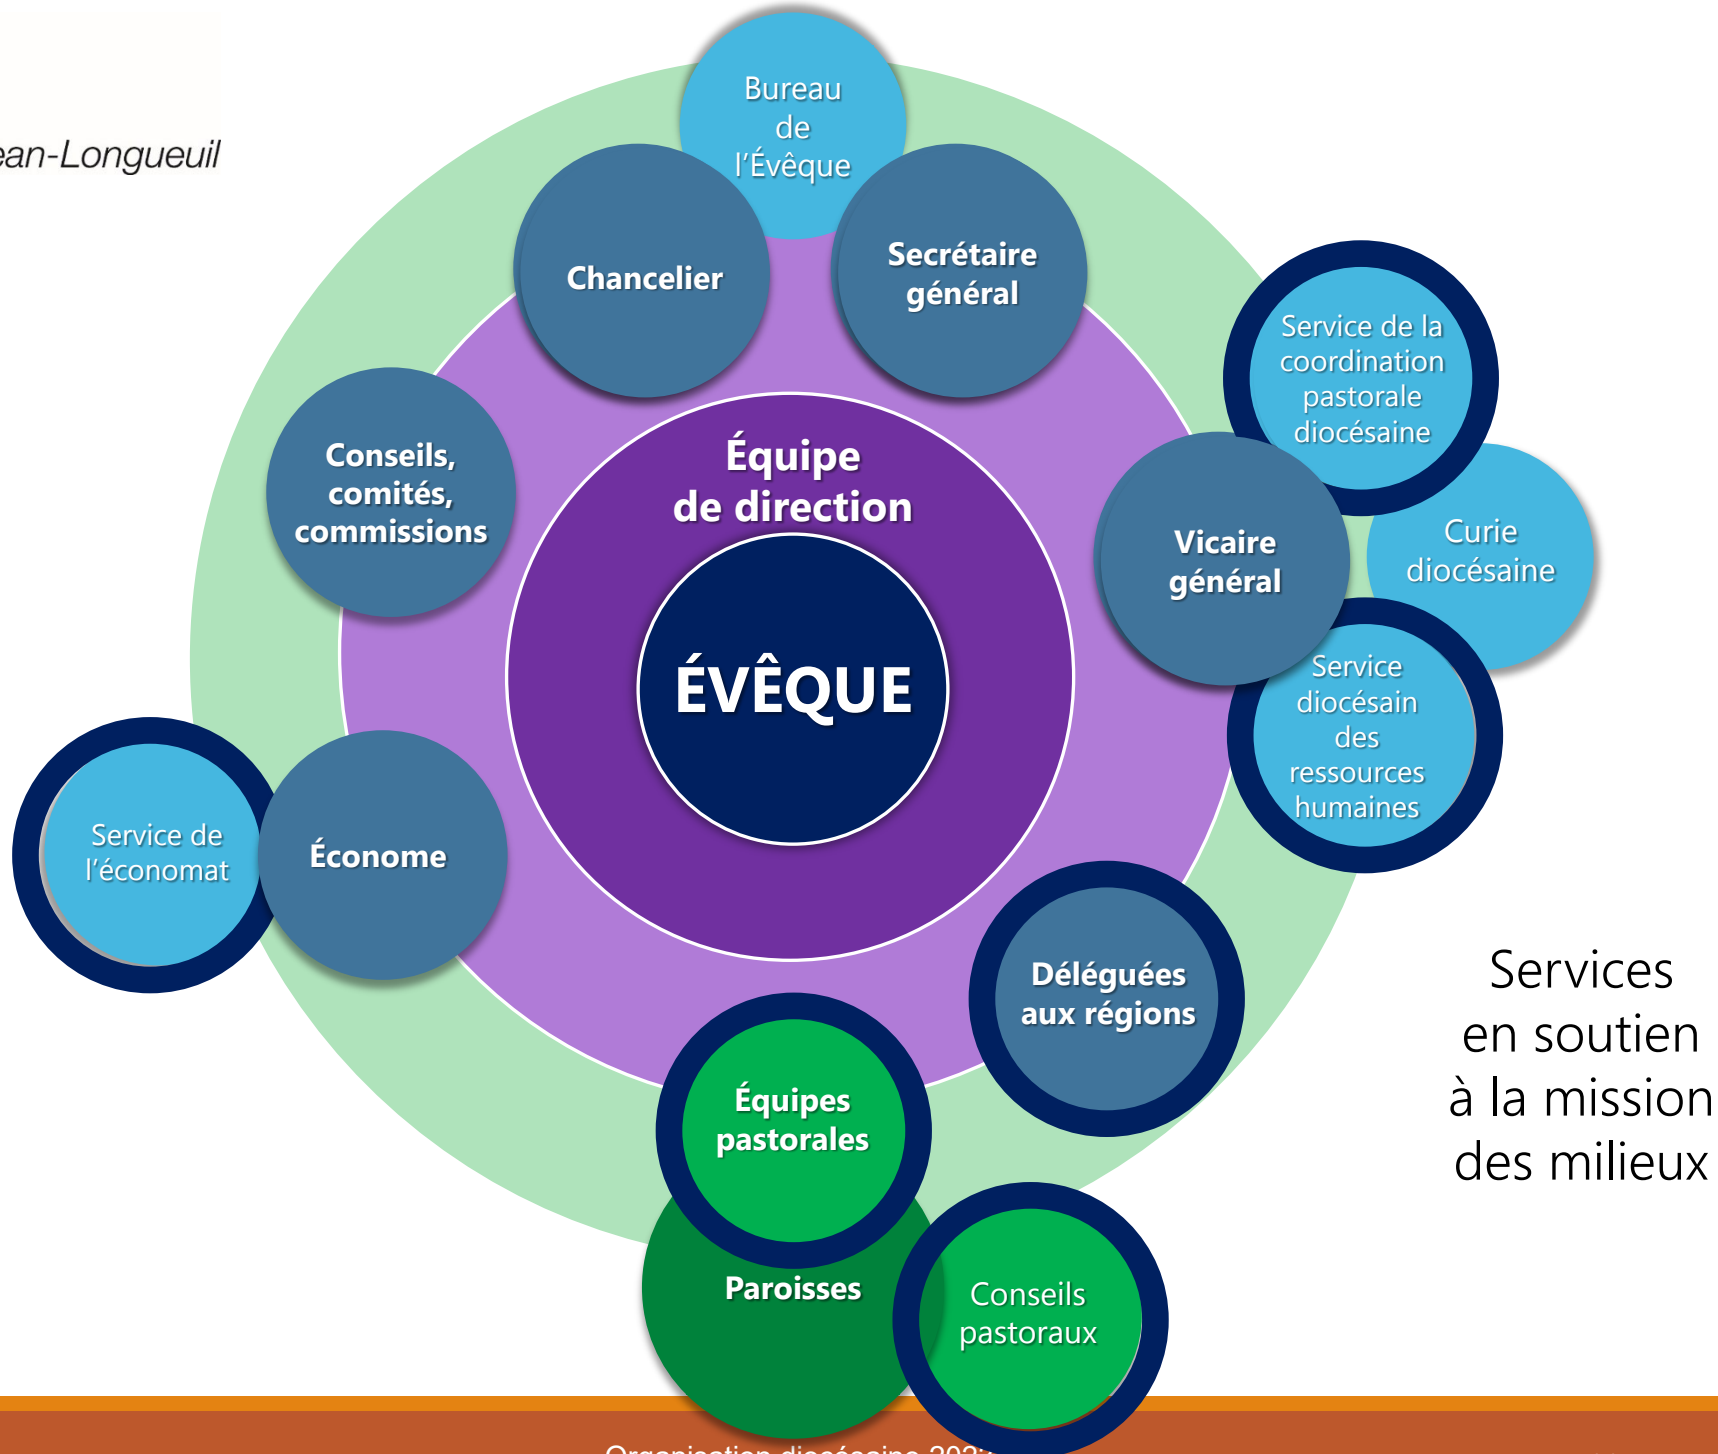 Bureau
de
l'Évêque
ean-Longueuil
Chancelier
Secrétaire
général
Service de la
coordination
pastorale
diocésaine
Conseils,
comités,
commissions
Équipe
de direction
Vicaire
général
Curie
diocésaine
ÉVÊQUE
Service
diocésain
des
ressources
humaines
Service de
l'économat
Économe
Déléguées
aux régions
Services
en soutien
à la mission
des milieux
Équipes
pastorales
Paroisses
Conseils
pastoraux
Organisation diocésaine